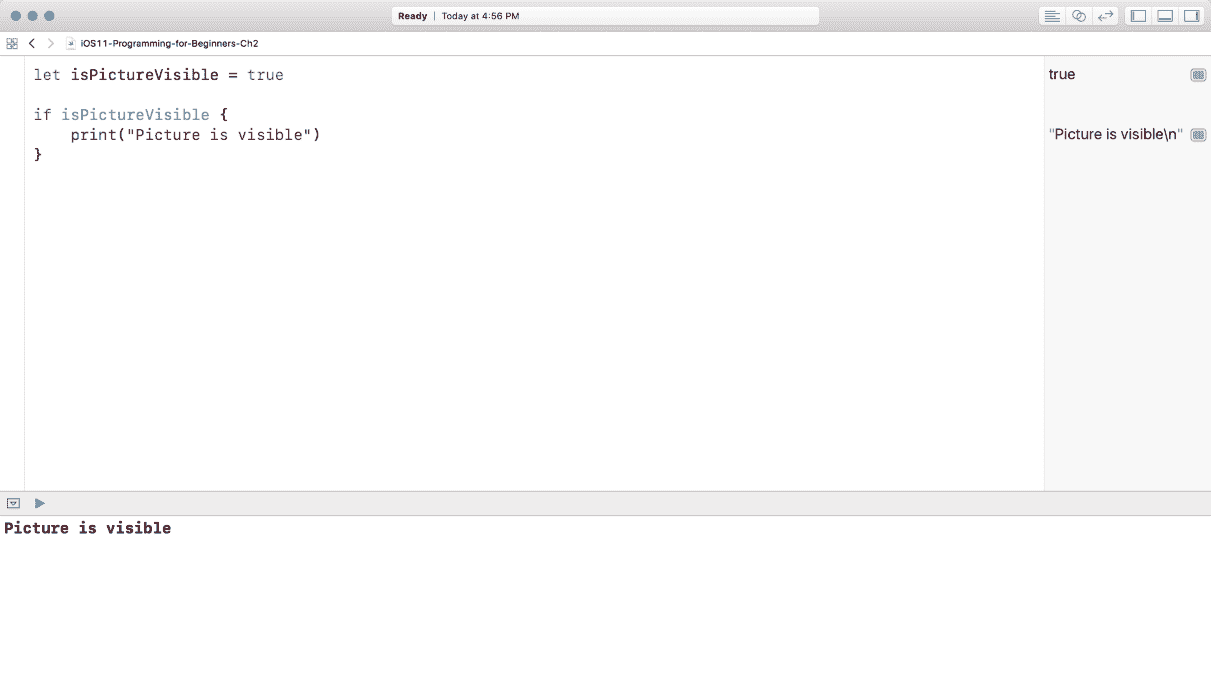 Ready | Today at 4:56 PM
iOS11-Programming-for-Beginners-Ch2
let isPictureVisible = true
true
if isPictureVisible {
    print("Picture is visible")
"Picture is visible\n"
}
Picture is visible